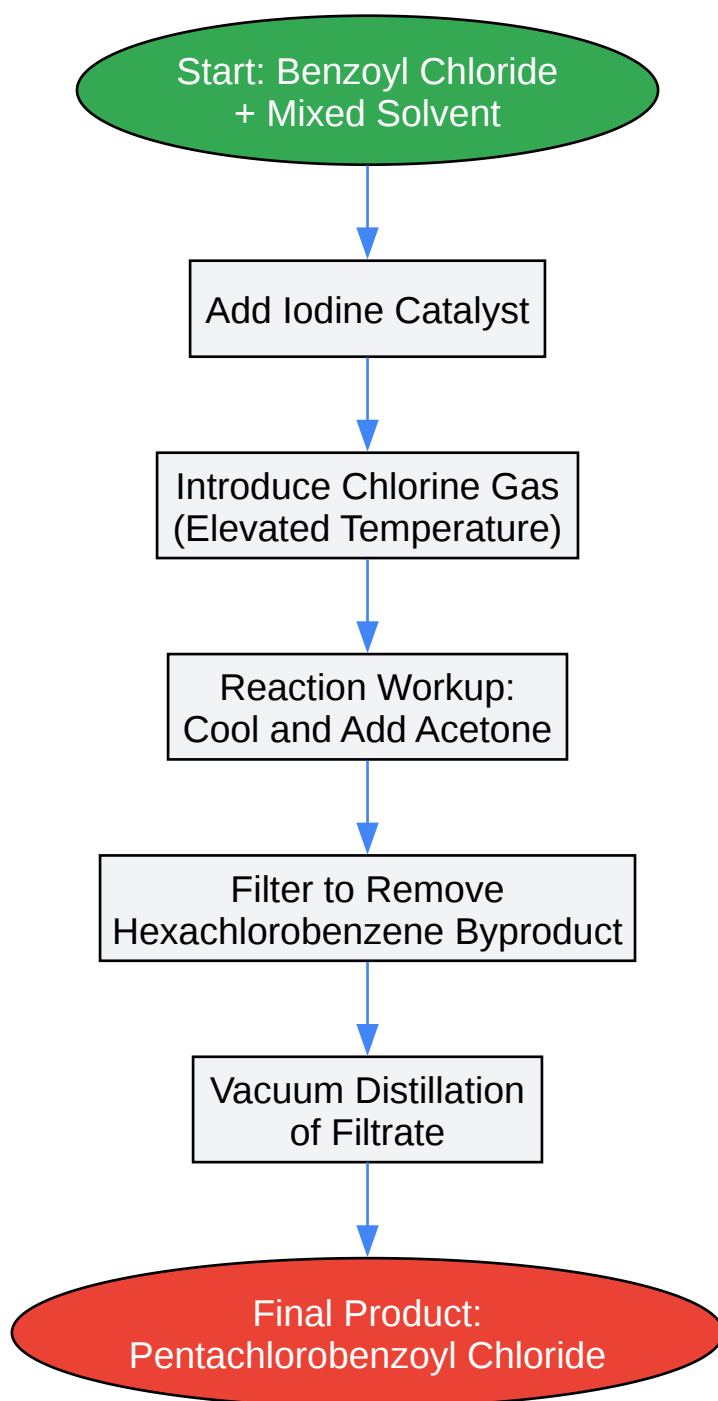 Start: Benzoyl Chloride
+ Mixed Solvent
Add Iodine Catalyst
Introduce Chlorine Gas
(Elevated Temperature)
Reaction Workup:
Cool and Add Acetone
Filter to Remove
Hexachlorobenzene Byproduct
Vacuum Distillation
of Filtrate
Final Product:
Pentachlorobenzoyl Chloride